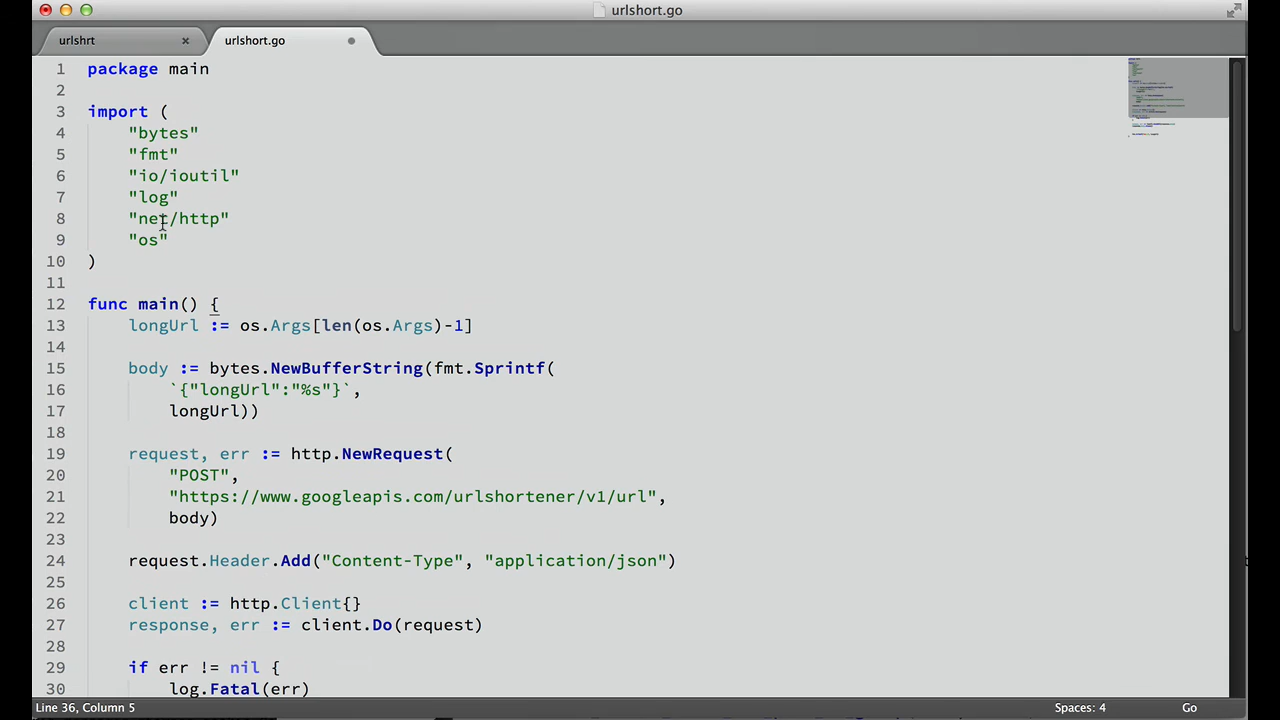 urlshort.go
urlshrt
urlshort.go
1 package main
2
3 import (
4 "bytes"
5 "fmt"
6 "io/ioutil"
7 "log"
8 "net/http"
9 "os"
10 )
11
12 func main() {
13 longUrl := os.Args[len(os.Args)-1]
14
15 body := bytes.NewBufferString(fmt.Sprintf(
16 `{"longUrl":"%s"}`,
17 longUrl))
18
19 request, err := http.NewRequest(
20 "POST",
21 "https://www.googleapis.com/urlshortener/v1/url",
22 body)
23
24 request.Header.Add("Content-Type", "application/json")
25
26 client := http.Client{}
27 response, err := client.Do(request)
28
29 if err != nil {
30 log.Fatal(err)
Line 36, Column 5
Spaces: 4
Go